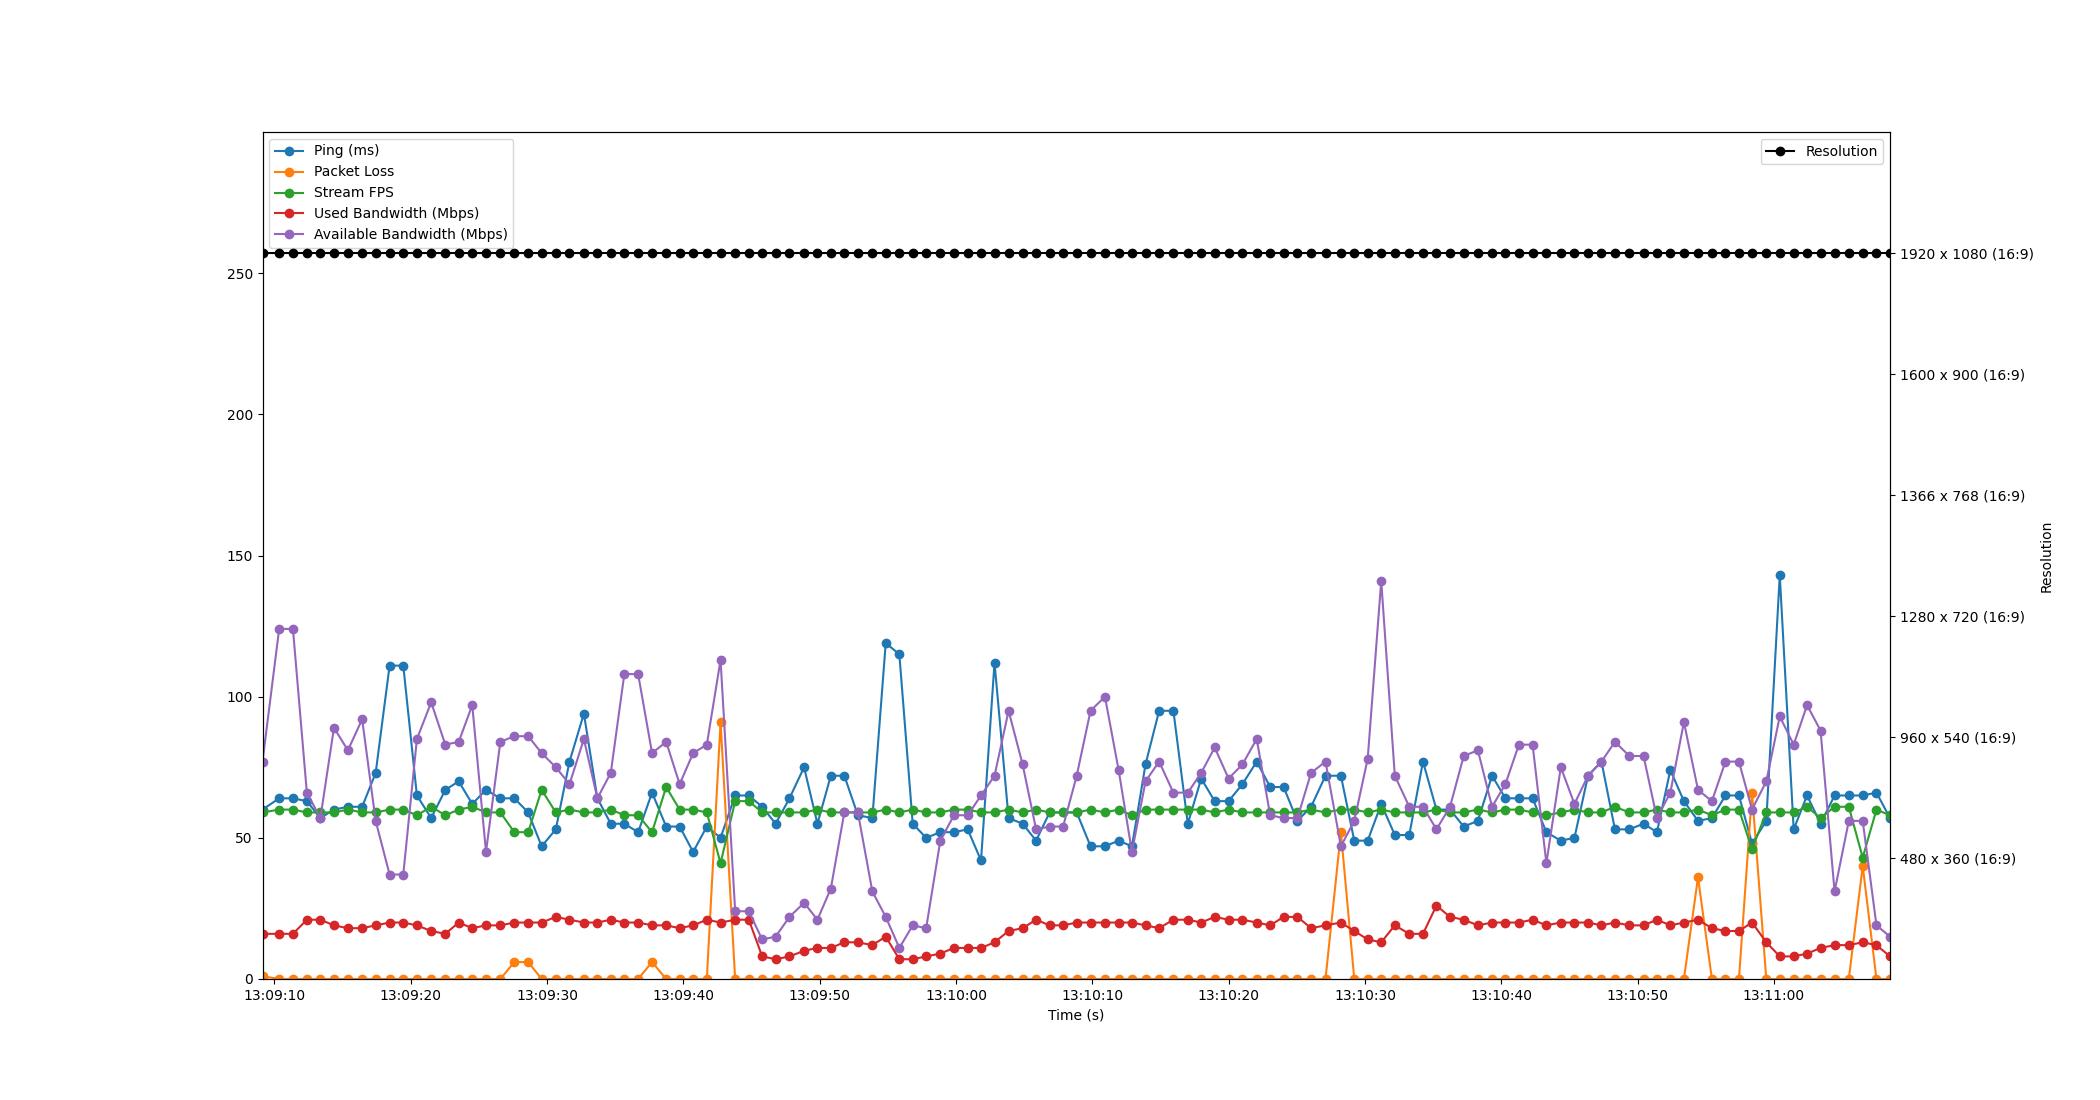 Ping (ms)
Packet Loss
Stream FPS
Used Bandwidth (Mbps)
Available Bandwidth (Mbps)
Resolution
250
200
150
100
50
0
1920 x 1080 (16:9)
1600 x 900 (16:9)
1366 x 768 (16:9)
1280 x 720 (16:9)
960 x 540 (16:9)
480 x 360 (16:9)
Resolution
13:09:10 13:09:20 13:09:30 13:09:40 13:09:50 13:10:00 13:10:10 13:10:20 13:10:30 13:10:40 13:10:50 13:11:00
Time (s)